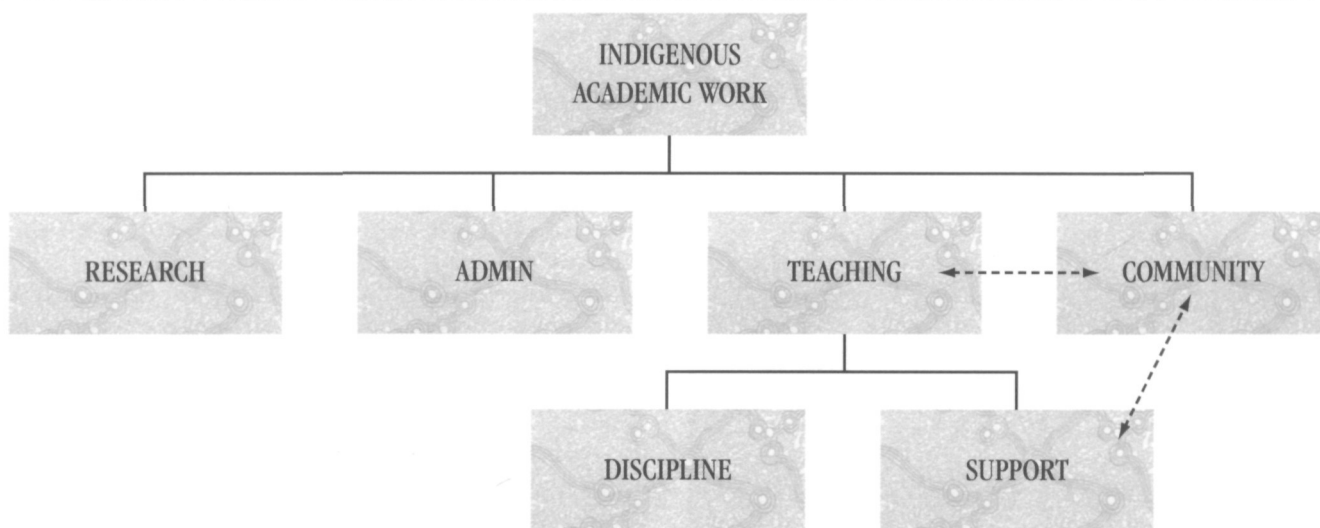 INDIGENOUS
ACADEMIC WORK
RESEARCH
ADMIN
TEACHING
COMMUNITY
DISCIPLINE
SUPPORT